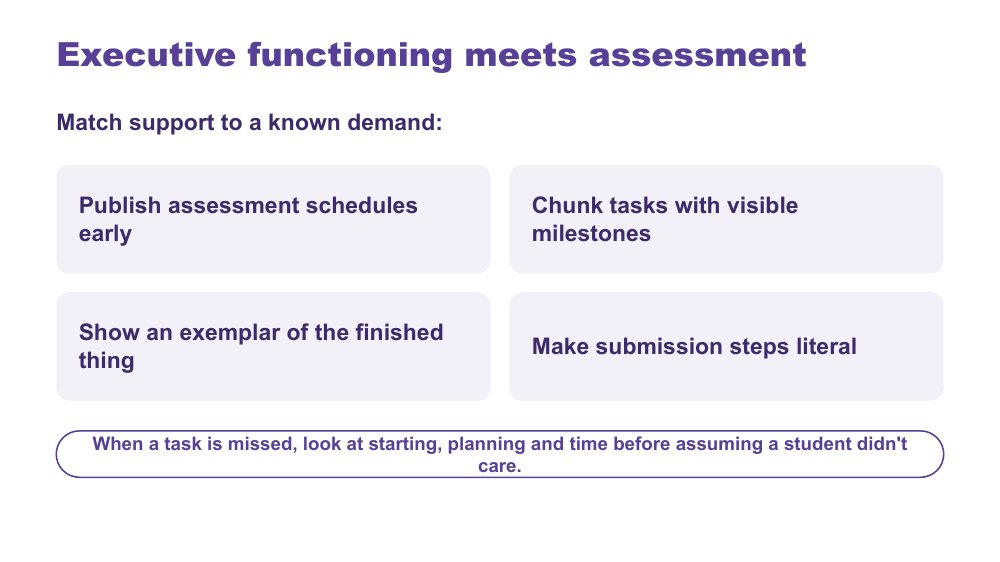 Executive functioning meets assessment
Match support to a known demand:
Publish assessment schedules
early
Chunk tasks with visible
milestones
Show an exemplar of the finished
thing
Make submission steps literal
When a task is missed, look at starting, planning and time before assuming a student didn't
care.